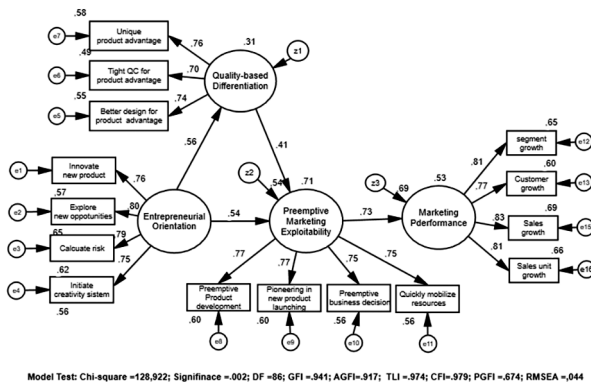 .58
e7
Unique
product advantage
.76
.31
z1
.49
e6
Tight QC for
product advantage
.70
Quality-based
Differentiation
.55
e5
Better design for
product advantage
.74
.56
.41
.65
segment
growth
e12
.60
Customer
growth
e13
.81
.77
e1
Innovate
new product
.76
.57
z2
.54
.71
z3
.69
.53
e2
Explore
new oppotunities
.80
.65
Entrepreneurial
Orientation
.54
Preemptive
Marketing
Exploitability
.73
Marketing
Pderformance
.83
.69
Sales
growth
e15
e3
Calcuate risk
.79
.62
.81
.66
Sales unit
growth
e16
e4
Initiate
creativity sistem
.75
.56
.77
.77
.75
.75
Preemptive
Product
development
Pioneering in
new product
launching
Preemptive
business decision
Quickly mobilize
resources
.60
.60
.56
.56
e8
e9
e10
e11
Model Test: Chi-square =128,922; Signifinace =.002; DF =86; GFI =.941; AGFI=.917; TLI =.974; CFI=.979; PGFI =.674; RMSEA =,044